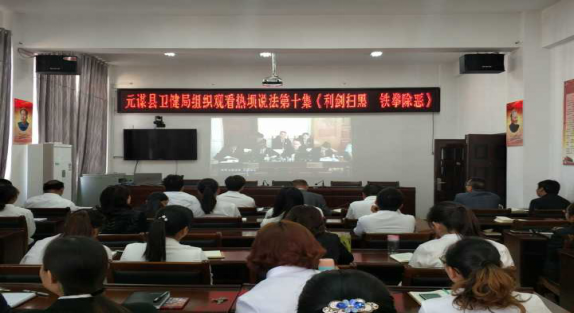 元谋县卫健局组织观看热坝说法第十集《利剑扫黑　铁拳除恶》